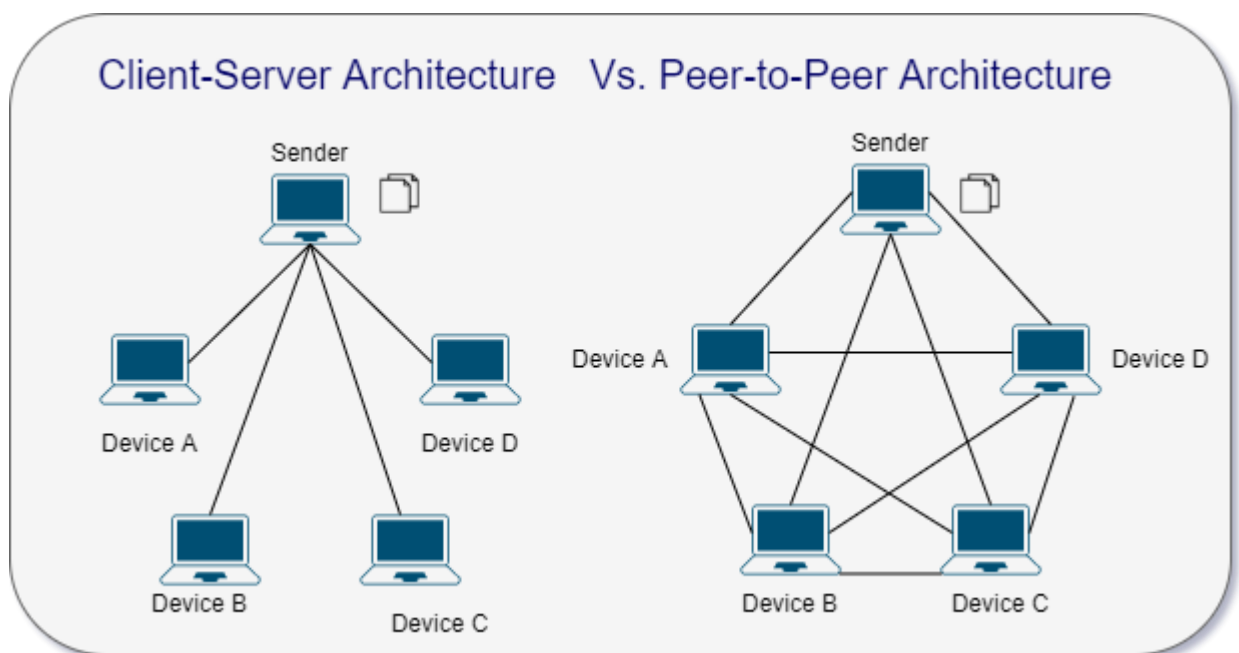 Client-Server Architecture Vs. Peer-to-Peer Architecture
Sender
Device A
Device D
Device B
Device C
Sender
Device A
Device D
Device B
Device C